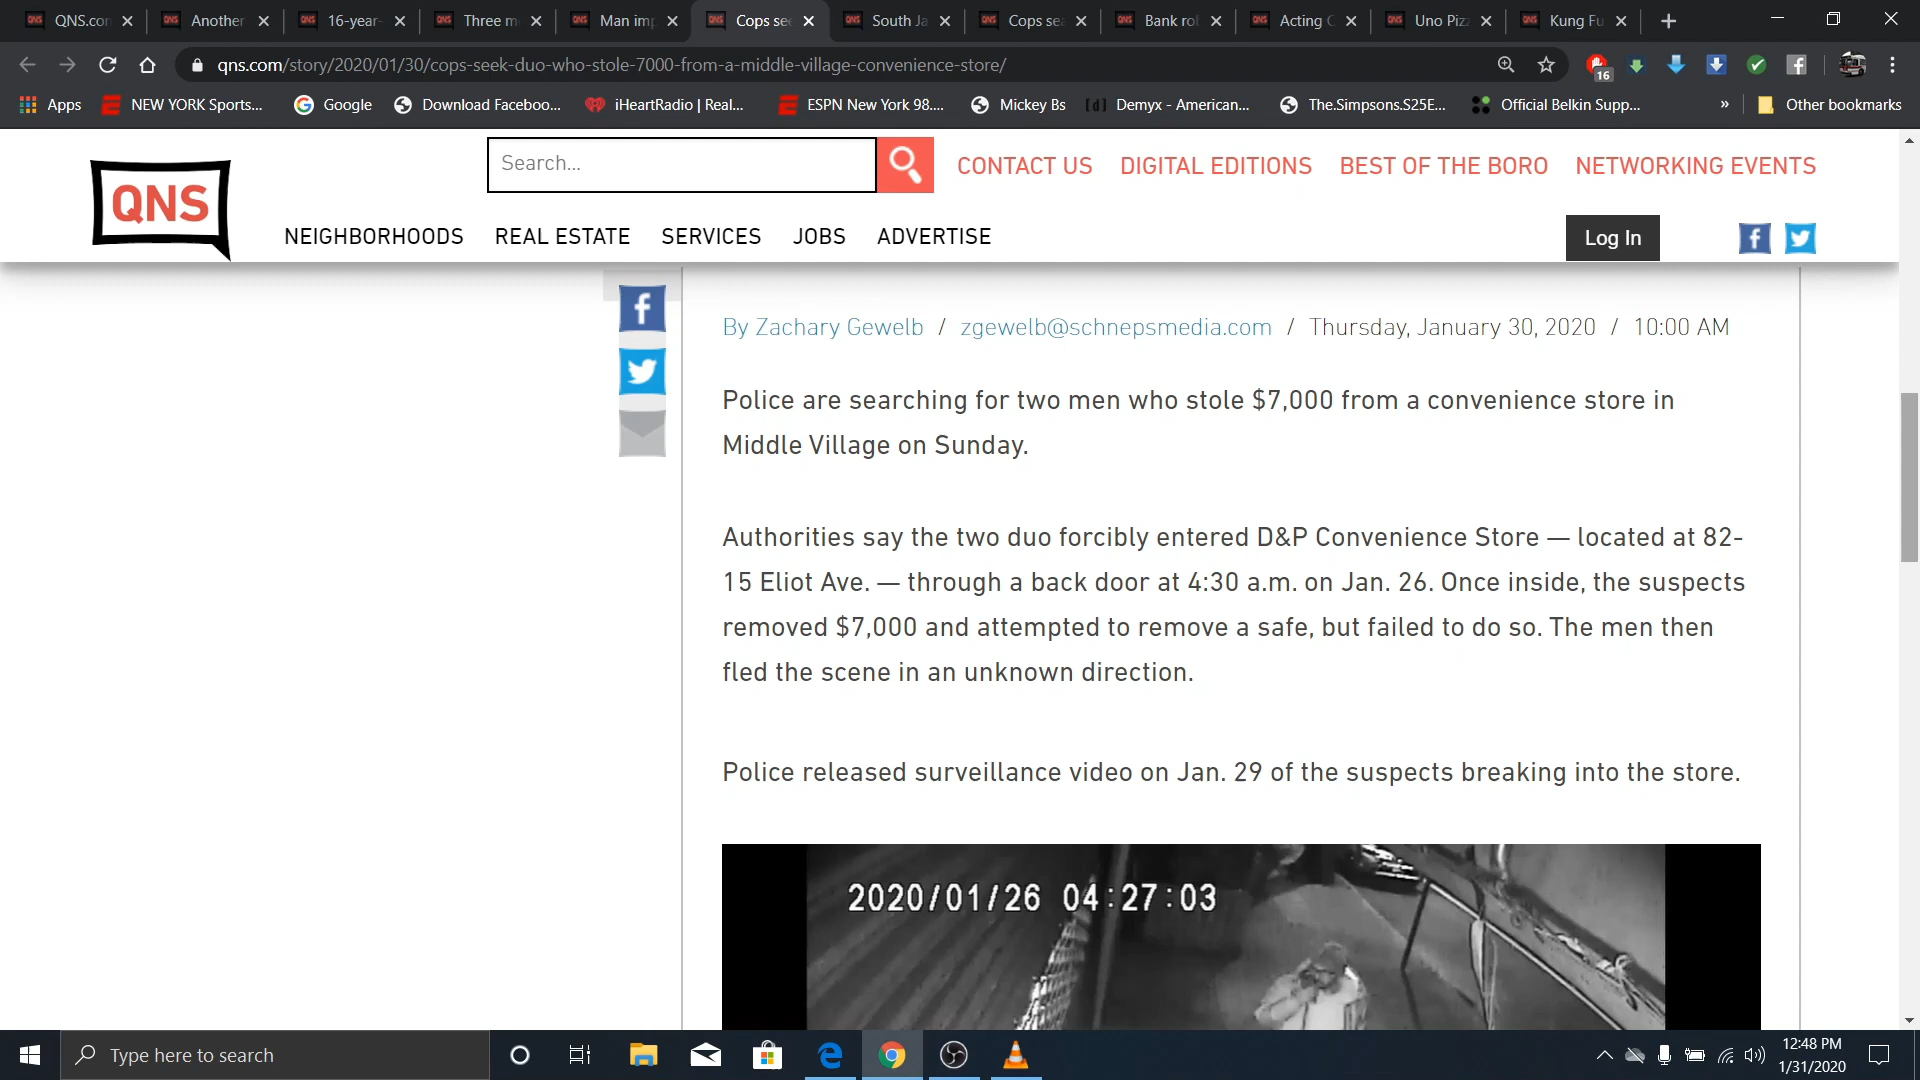 QNS.con
Another
16-year-
Three m
Man imp
Cops see
South Ja
Cops sea
Bank rol
Acting C
Uno Pizz
Kung Fu
qns.com/story/2020/01/30/cops-seek-duo-who-stole-7000-from-a-middle-village-convenience-store/
16
Apps
NEW YORK Sports...
Google
Download Faceboo...
iHeartRadio | Real...
ESPN New York 98....
Mickey Bs
Demyx - American...
The.Simpsons.S25E...
Official Belkin Supp...
»
Other bookmarks
QNS
Search...
CONTACT US
DIGITAL EDITIONS
BEST OF THE BORO
NETWORKING EVENTS
NEIGHBORHOODS
REAL ESTATE
SERVICES
JOBS
ADVERTISE
Log In
By Zachary Gewelb / zgewelb@schnepsmedia.com / Thursday, January 30, 2020 / 10:00 AM
Police are searching for two men who stole $7,000 from a convenience store in
Middle Village on Sunday.
Authorities say the two duo forcibly entered D&P Convenience Store — located at 82-
15 Eliot Ave. — through a back door at 4:30 a.m. on Jan. 26. Once inside, the suspects
removed $7,000 and attempted to remove a safe, but failed to do so. The men then
fled the scene in an unknown direction.
Police released surveillance video on Jan. 29 of the suspects breaking into the store.
2020/01/26 04:27:03
Type here to search
12:48 PM
1/31/2020